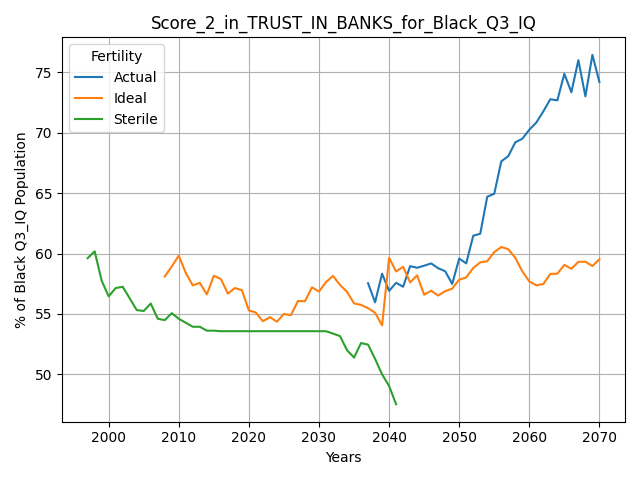 Score_2_in_TRUST_IN_BANKS_for_Black_Q3_IQ
Fertility
Actual
Ideal
Sterile
% of Black Q3_IQ Population
75
70
65
60
55
50
2000
2010
2020
2030
2040
2050
2060
2070
Years